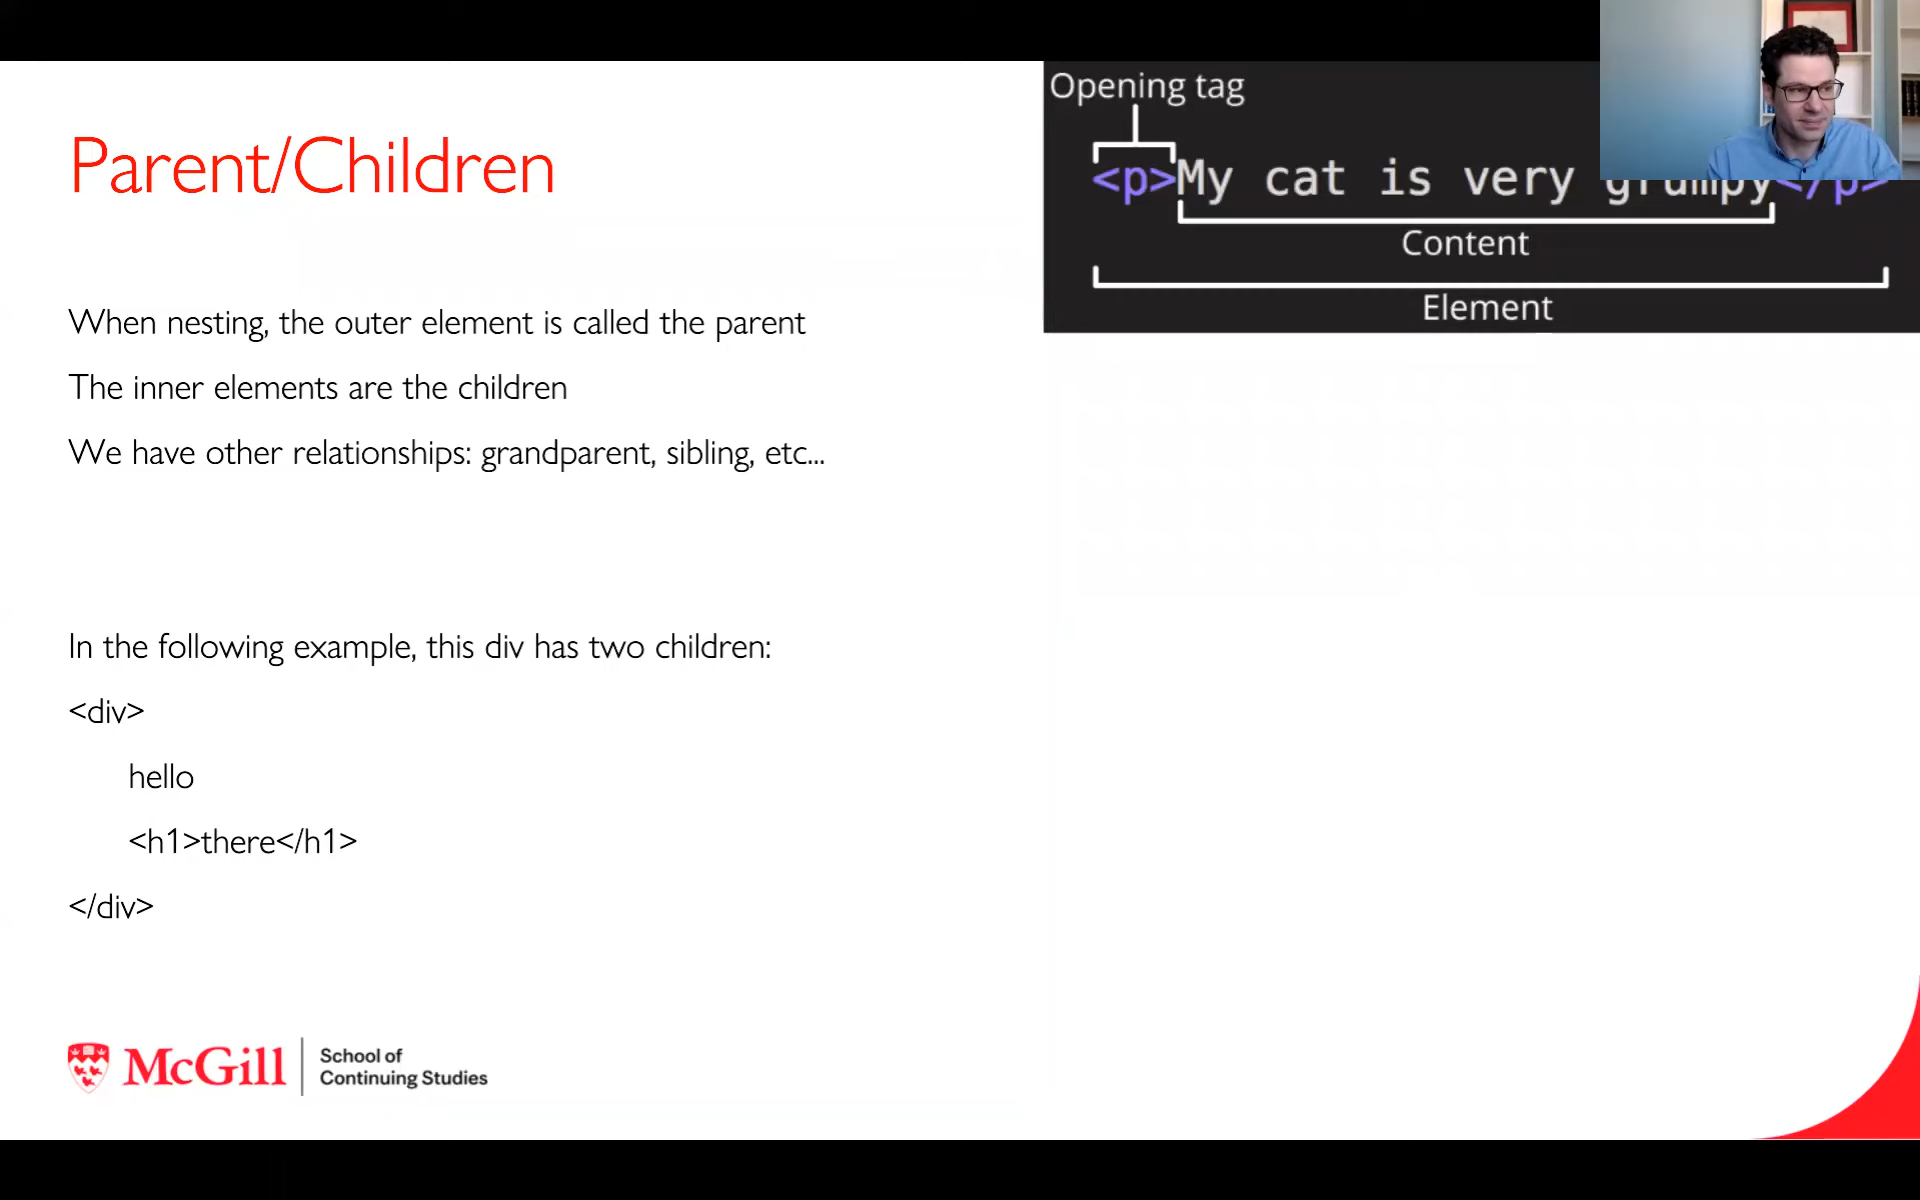 Parent/Children
When nesting, the outer element is called the parent
The inner elements are the children
We have other relationships: grandparent, sibling, etc...
In the following example, this div has two children:
<div>
hello
<h1>there</h1>
</div>
Opening tag
<p>My cat is very grumpy</p>
Content
Element
McGill
School of
Continuing Studies